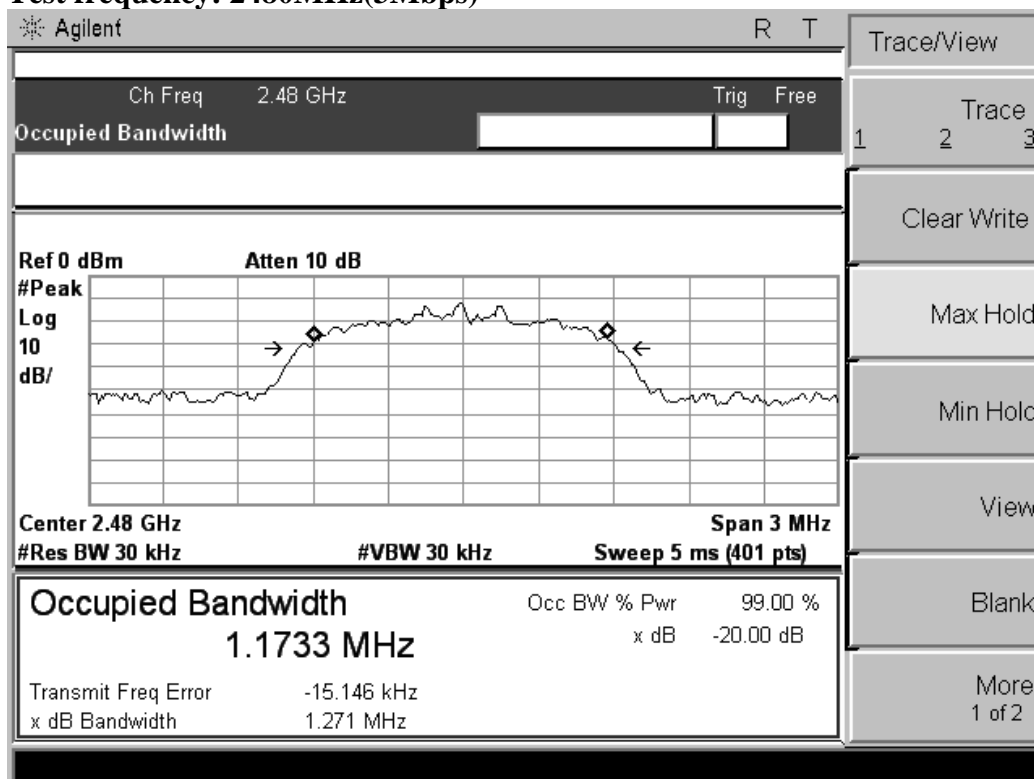 Test frequency: 2480MHz(3Mbps)
Agilent R T
Trace/View
Ch Freq 2.48 GHz Trig Free
Occupied Bandwidth
Trace
1 2 3
Clear Write
Max Hold
Min Hold
View
Blank
More
1 of 2
Ref 0 dBm Atten 10 dB
#Peak
Log
10
dB/
Center 2.48 GHz Span 3 MHz
#Res BW 30 kHz #VBW 30 kHz Sweep 5 ms (401 pts)
Occupied Bandwidth Occ BW % Pwr 99.00 %
1.1733 MHz x dB -20.00 dB
Transmit Freq Error -15.146 kHz
x dB Bandwidth 1.271 MHz